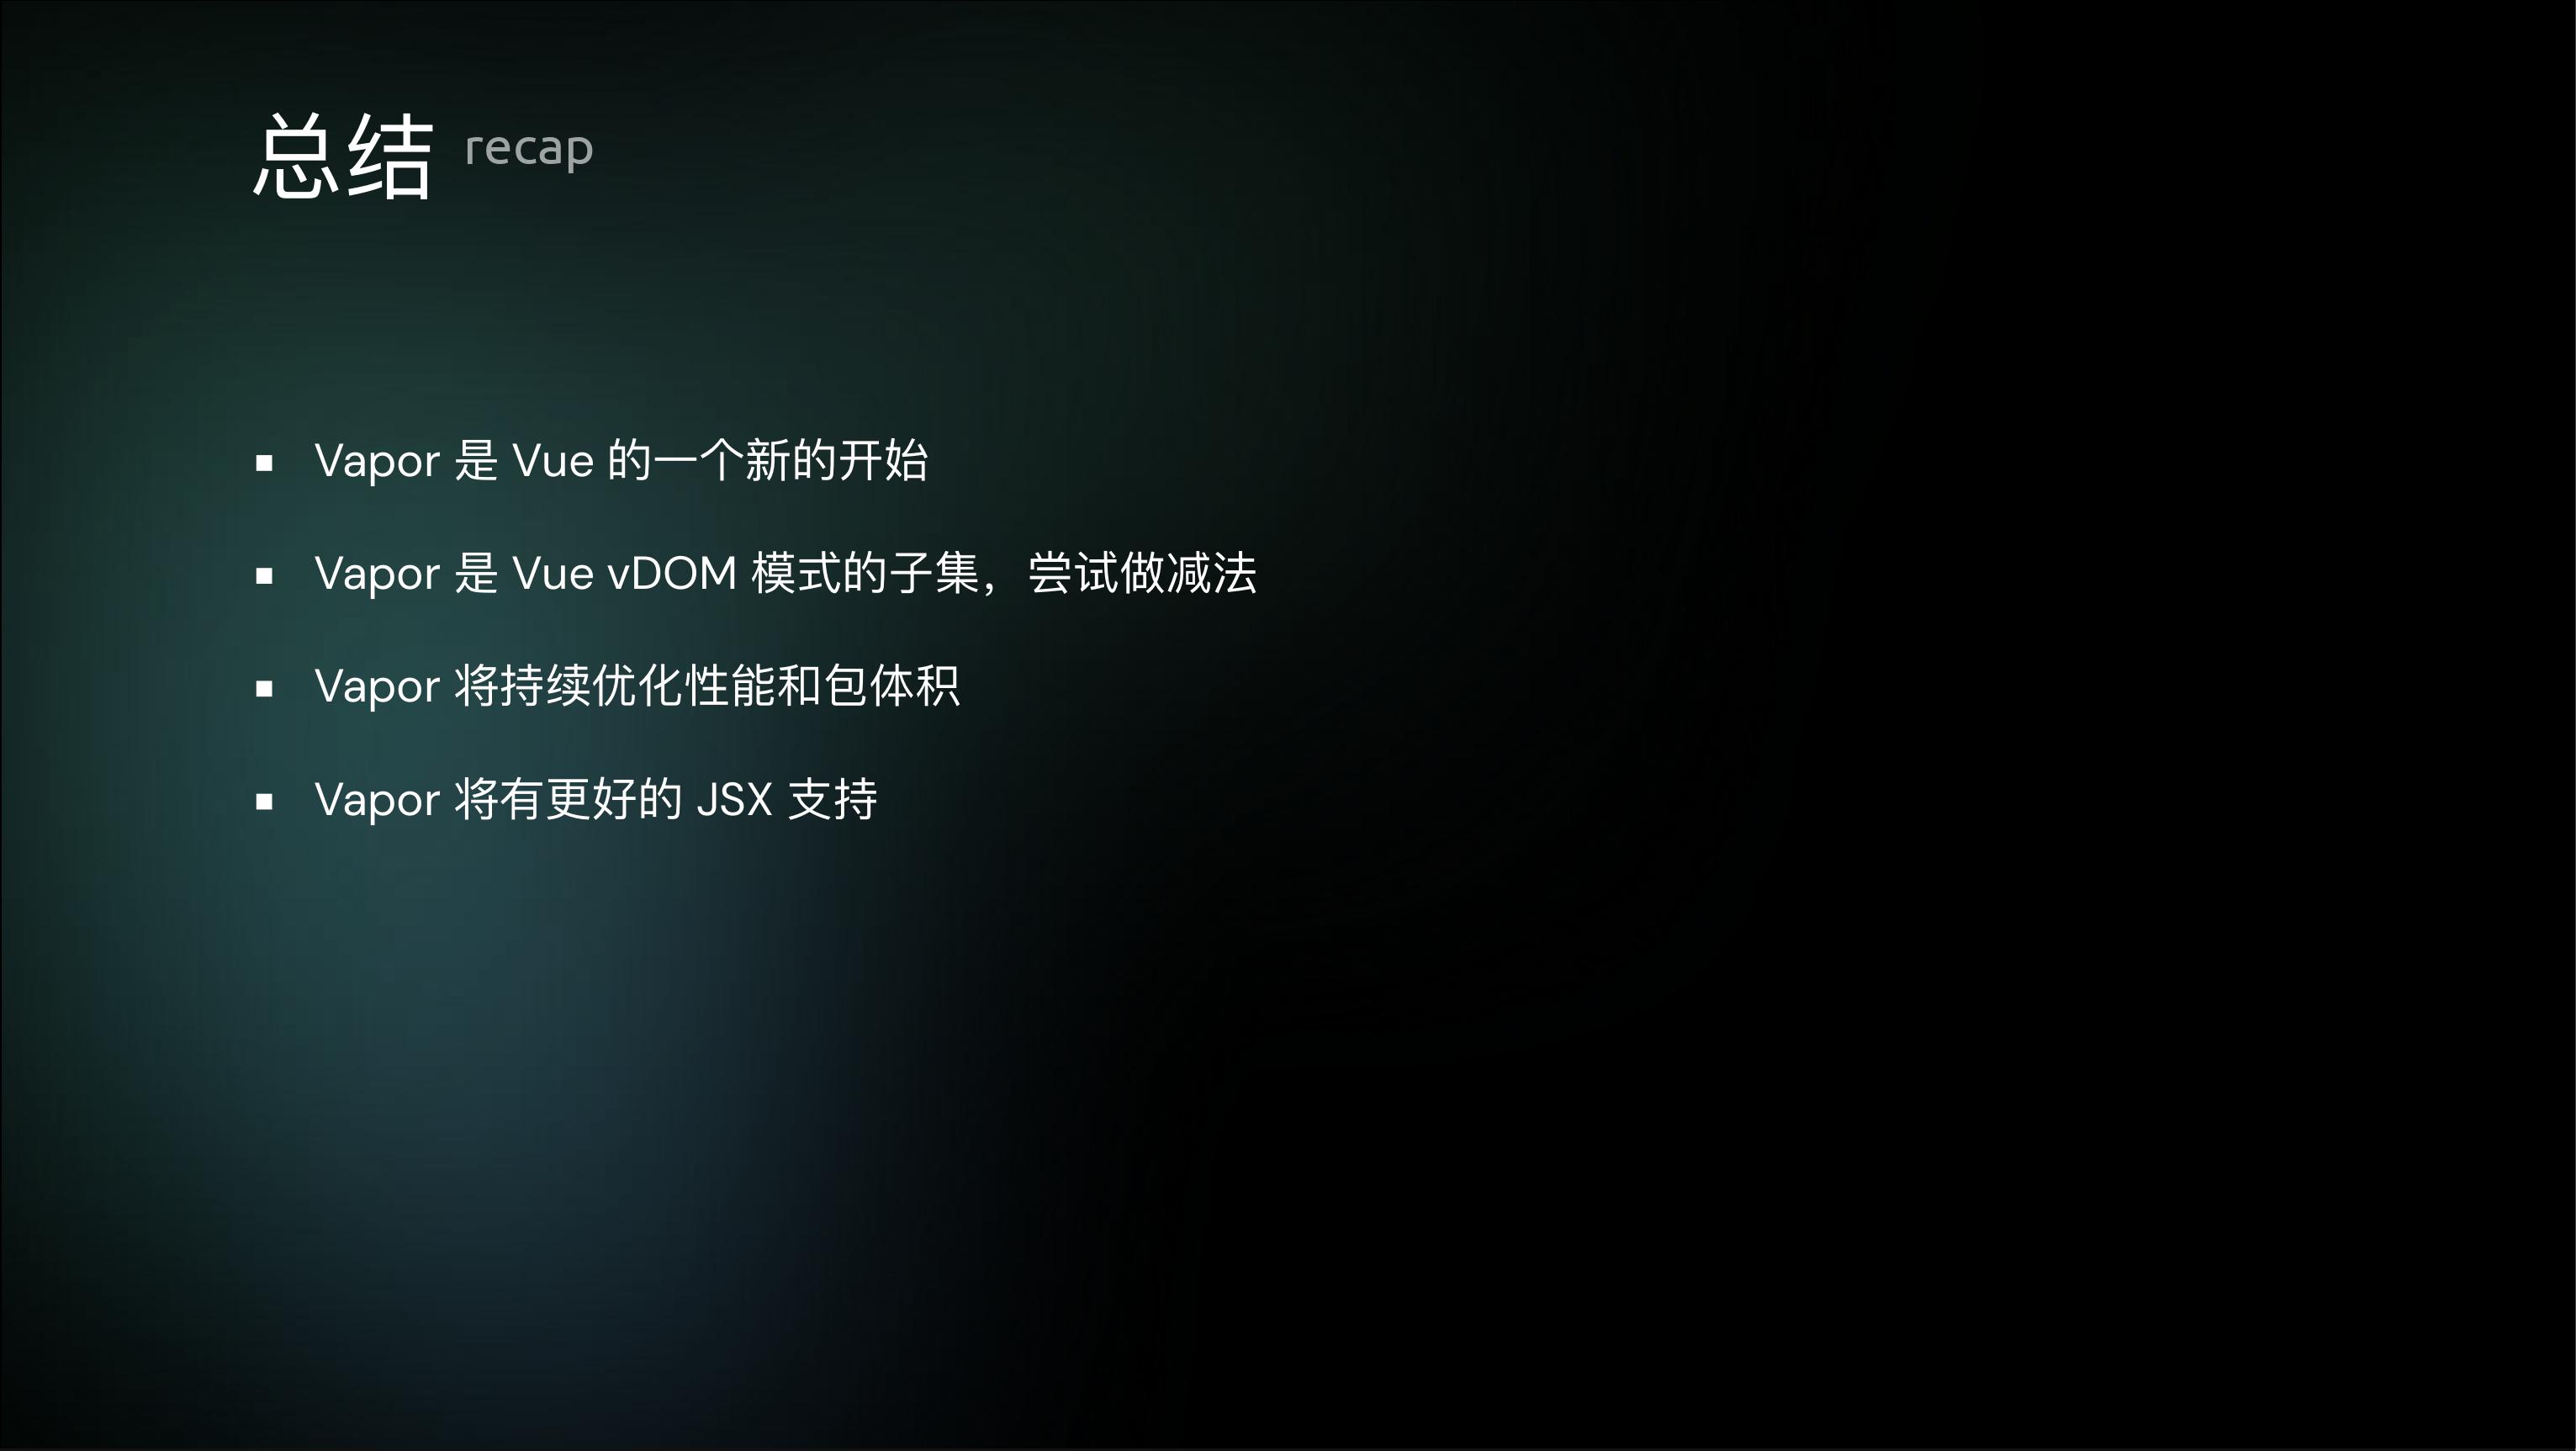 总结 recap
▪ Vapor 是 Vue 的一个新的开始
▪ Vapor 是 Vue vDOM 模式的子集，尝试做减法
▪ Vapor 将持续优化性能和包体积
▪ Vapor 将有更好的 JSX 支持